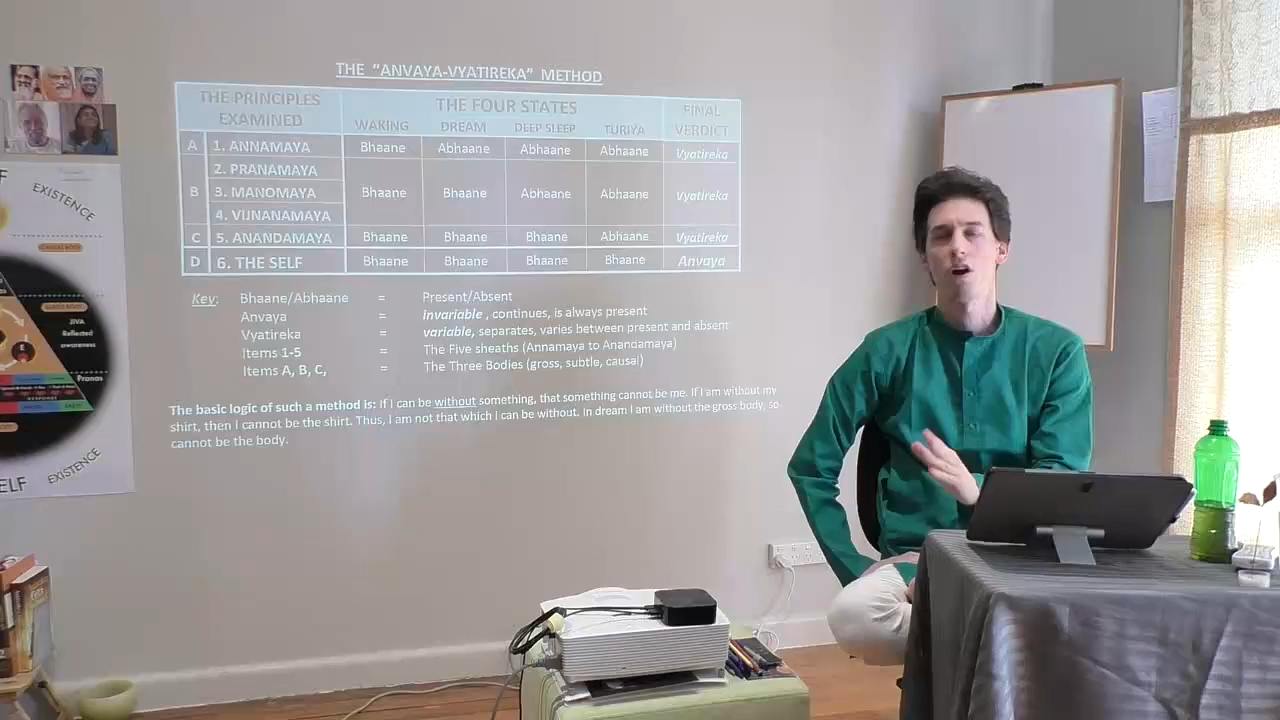 THE "ANVAYA-VYATIREKA" METHOD
THE PRINCIPLES EXAMINED
THE FOUR STATES
FINAL VERDICT
WAKING DREAM DEEP SLEEP TURIYA
A 1. ANNAMAYA Bhaane Abhaane Abhaane Abhaane Vyatireka
2. PRANAMAYA
B 3. MANOMAYA Bhaane Bhaane Abhaane Abhaane Vyatireka
4. VIJNANAMAYA
C 5. ANANDAMAYA Bhaane Bhaane Bhaane Abhaane Vyatireka
D 6. THE SELF Bhaane Bhaane Bhaane Bhaane Anvaya
Key: Bhaane/Abhaane = Present/Absent
Anvaya = invariable , continues, is always present
Vyatireka = variable, separates, varies between present and absent
Items 1-5 = The Five sheaths (Annamaya to Anandamaya)
Items A, B, C, = The Three Bodies (gross, subtle, causal)
The basic logic of such a method is: If I can be without something, that something cannot be me. If I am without my
shirt, then I cannot be the shirt. Thus, I am not that which I can be without. In dream I am without the gross body, so
cannot be the body.
EXISTENCE
JIVA
Reflected
awareness
Pranas
EXISTENCE
ELF